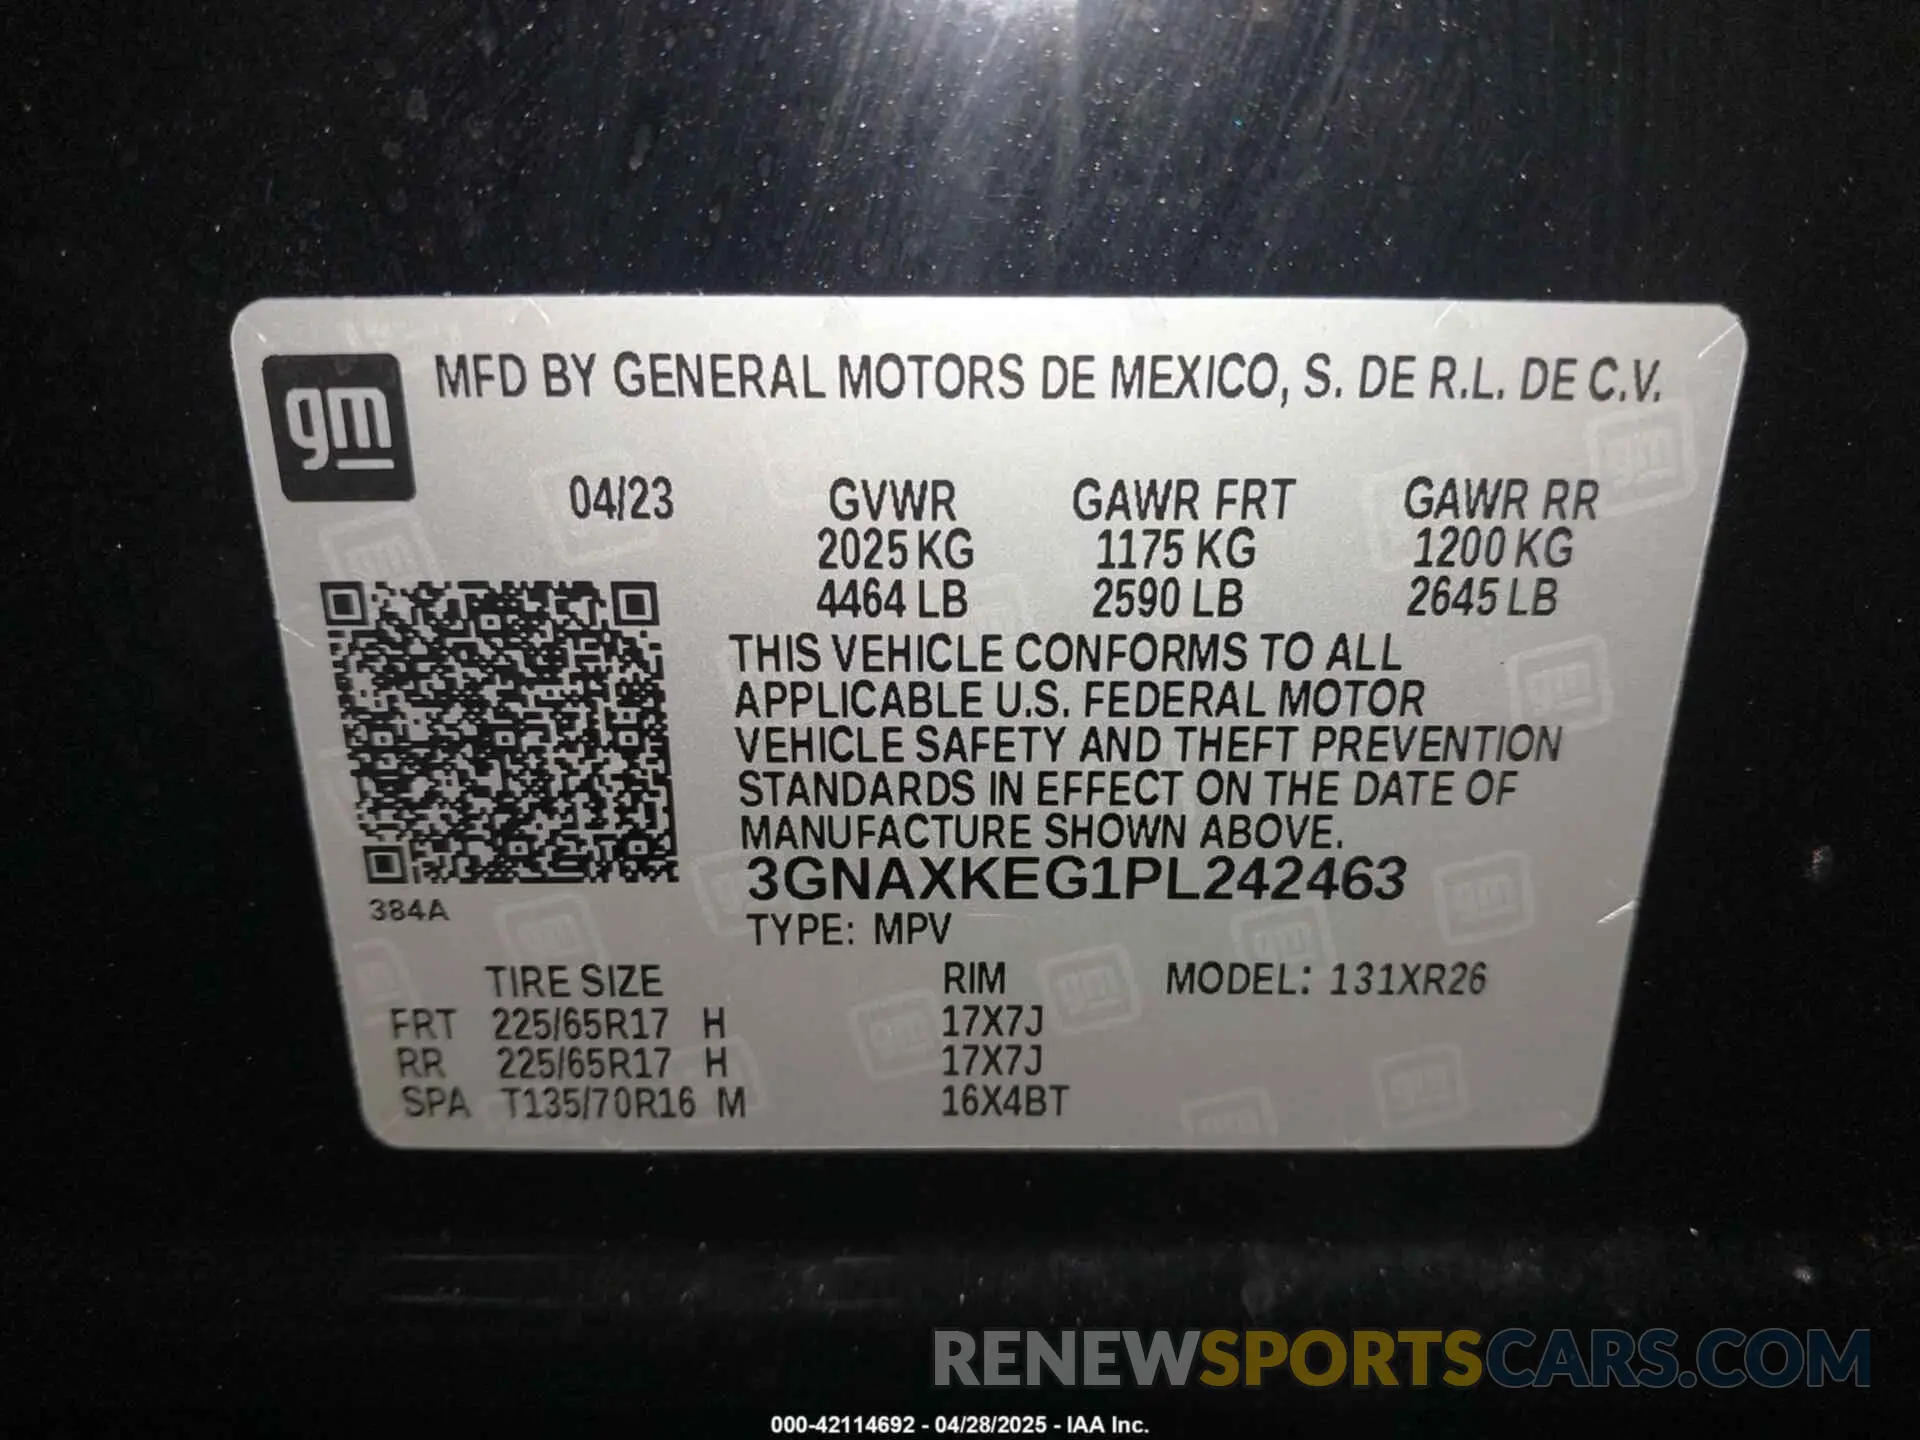 gm
MFD BY GENERAL MOTORS DE MEXICO, S. DE R.L. DE C.V.
04/23 GVWR GAWR FRT GAWR RR
2025 KG 1175 KG 1200 KG
4464 LB 2590 LB 2645 LB
THIS VEHICLE CONFORMS TO ALL
APPLICABLE U.S. FEDERAL MOTOR
VEHICLE SAFETY AND THEFT PREVENTION
STANDARDS IN EFFECT ON THE DATE OF
MANUFACTURE SHOWN ABOVE.
3GNAXKEG1PL242463
384A
TYPE: MPV
TIRE SIZE RIM MODEL: 131XR26
FRT 225/65R17 H 17X7J
RR 225/65R17 H 17X7J
SPA T135/70R16 M 16X4BT
RENEWSPORTSCARS.COM
000-42114692 - 04/28/2025 - IAA Inc.